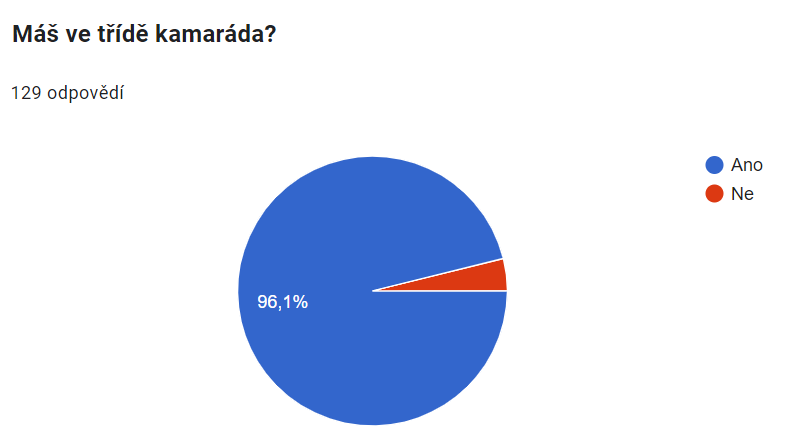 Máš ve třídě kamaráda?
129 odpovědí
Ano
Ne
96,1%